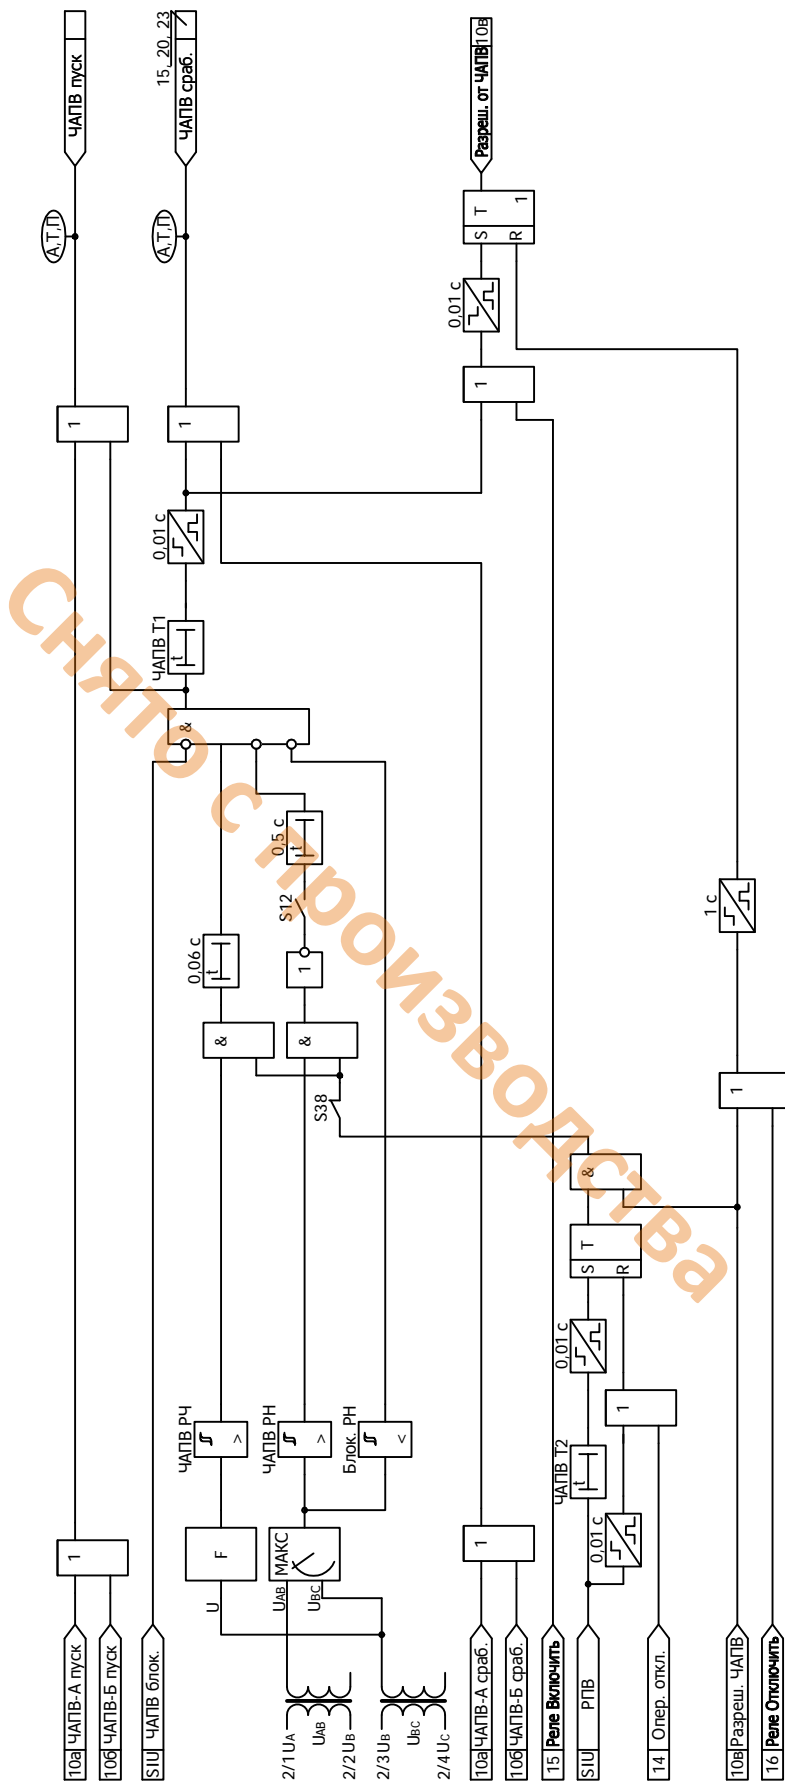 ЧАПВ пуск
15, 20, 23
ЧАПВ сраб.
Разреш. от ЧАПВ
10в
А,Т,П
А,Т,П
S
T
1
R
0,01 с
1
1
1
0,01 с
ЧАПВ Т1
t
&
0,5 с
t
S12
1 с
0,06 с
t
1
&
&
S38
1
&
S
T
R
0,01 с
ЧАПВ РЧ
>
ЧАПВ РН
>
Блок. РН
<
1
ЧАПВ Т2
t
0,01 с
1
F
МАКС
1
U
UAB
UBC
10а ЧАПВ-А пуск
10б ЧАПВ-Б пуск
SIU ЧАПВ блок.
2/1 UA
UAB
2/2 UB
2/3 UB
UBC
2/4 UC
10а ЧАПВ-А сраб.
10б ЧАПВ-Б сраб.
15 Реле Включить
SIU РПВ
14 Опер. откл.
10в Разреш. ЧАПВ
16 Реле Отключить
Снято с производства